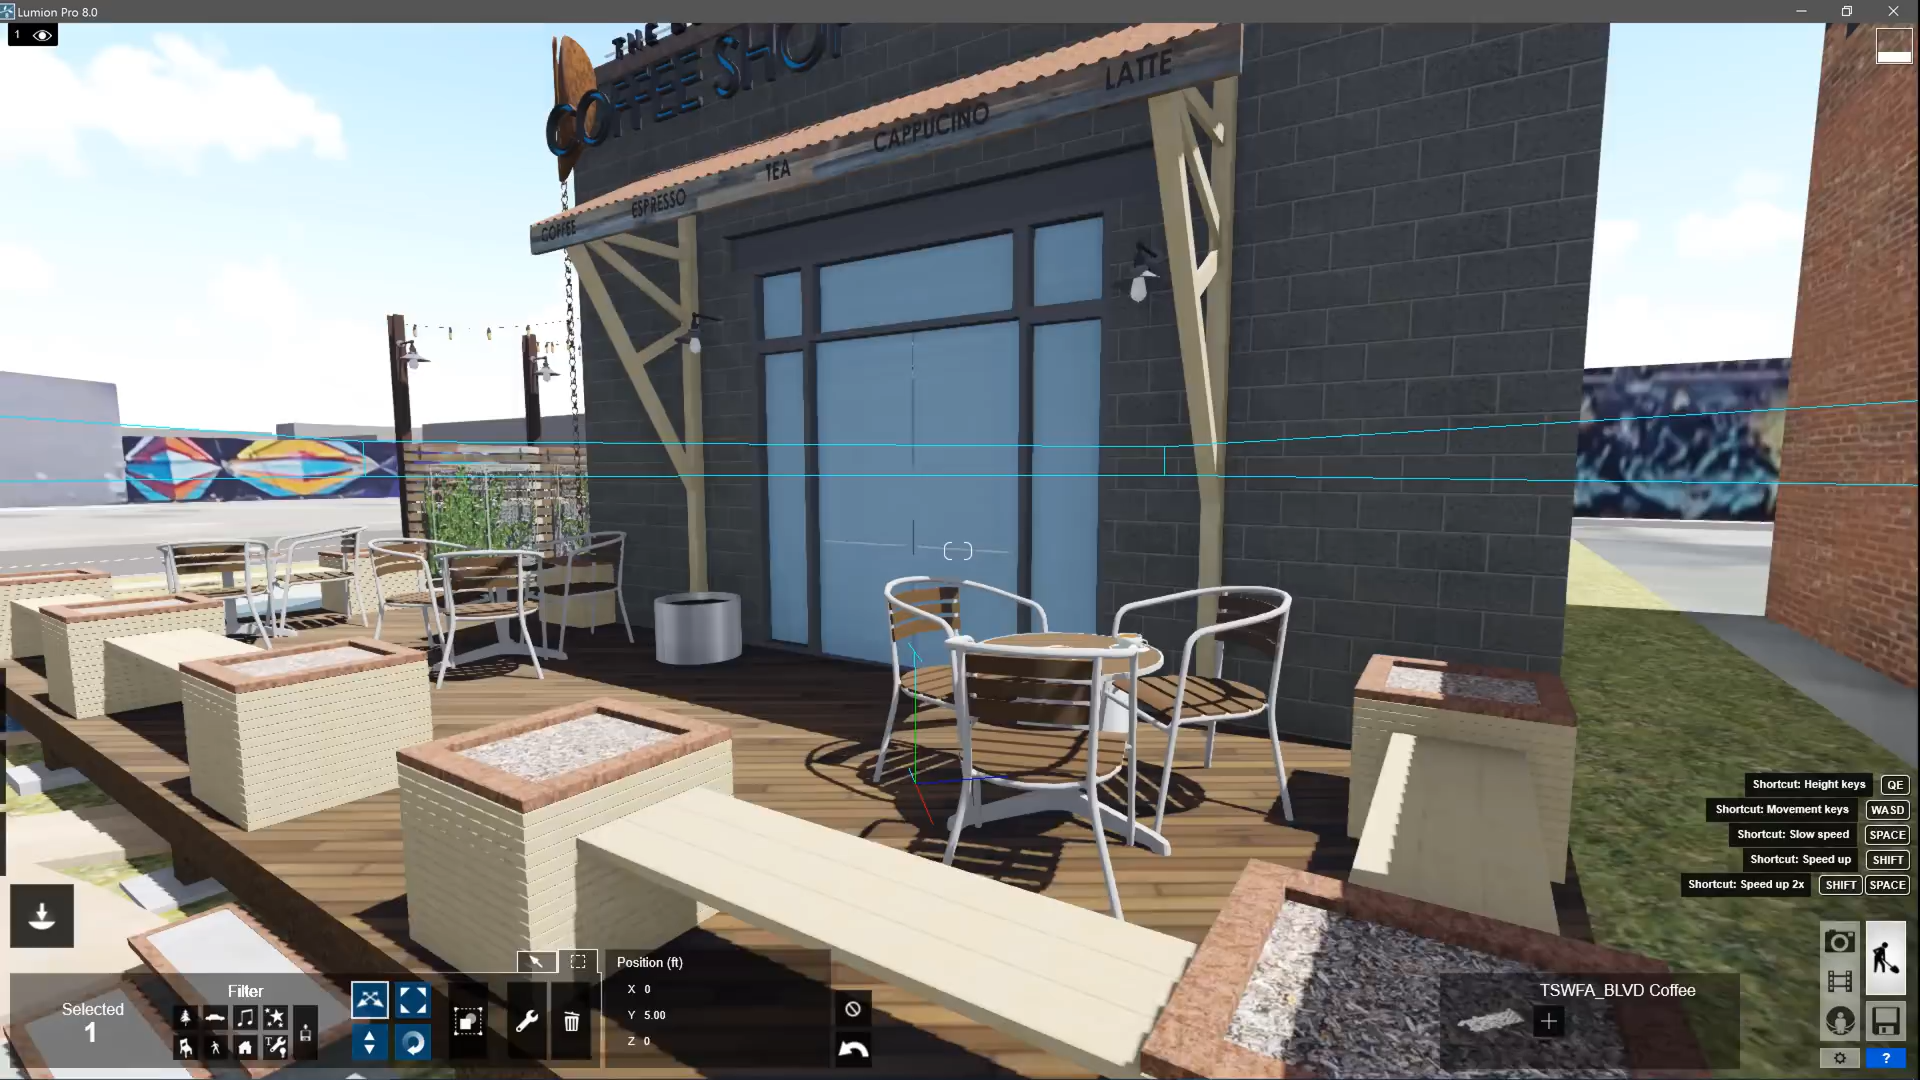 Lumion Pro 8.0
1
THE
COFFEE SHOP
LATTE
CAPPUCINO
TEA
ESPRESSO
COFFEE
Shortcut: Height keys QE
Shortcut: Movement keys WASD
Shortcut: Slow speed SPACE
Shortcut: Speed up SHIFT
Shortcut: Speed up 2x SHIFT SPACE
Position (ft)
X 0
Y 5.00
Z 0
Filter
Selected
1
TSWFA_BLVD Coffee
?